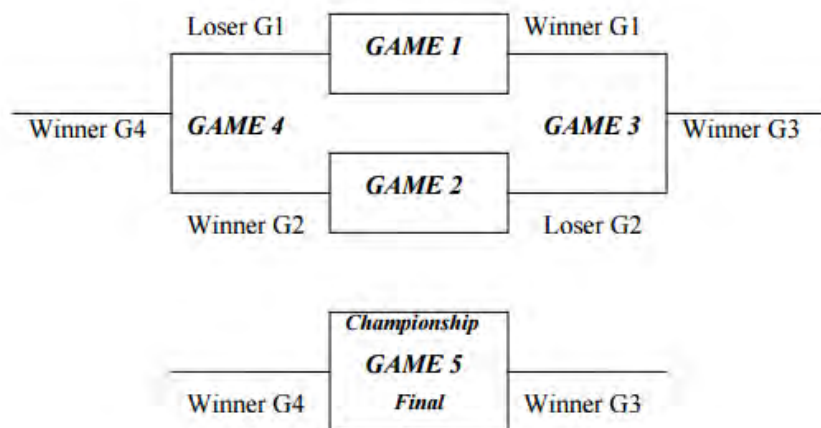 Loser G1 GAME 1 Winner G1
Winner G4 GAME 4 GAME 3 Winner G3
GAME 2
Winner G2 Loser G2
Championship
GAME 5
Winner G4 Final Winner G3